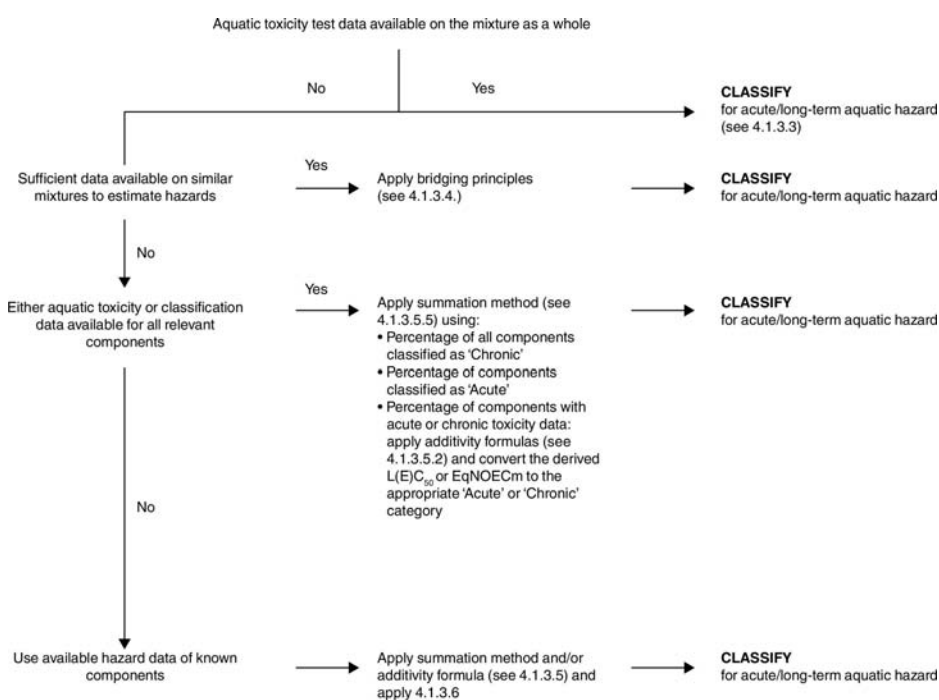 Aquatic toxicity test data available on the mixture as a whole
No
Yes
CLASSIFY
for acute/long-term aquatic hazard
(see 4.1.3.3)
Sufficient data available on similar
mixtures to estimate hazards
Yes
Apply bridging principles
(see 4.1.3.4.)
CLASSIFY
for acute/long-term aquatic hazard
No
Either aquatic toxicity or classification
data available for all relevant
components
Yes
Apply summation method (see
4.1.3.5.5) using:
• Percentage of all components
classified as ‘Chronic’
• Percentage of components
classified as ‘Acute’
• Percentage of components with
acute or chronic toxicity data:
apply additivity formulas (see
4.1.3.5.2) and convert the derived
L(E)C₅₀ or EqNOECm to the
appropriate ‘Acute’ or ‘Chronic’
category
CLASSIFY
for acute/long-term aquatic hazard
No
Use available hazard data of known
components
Apply summation method and/or
additivity formula (see 4.1.3.5) and
apply 4.1.3.6
CLASSIFY
for acute/long-term aquatic hazard